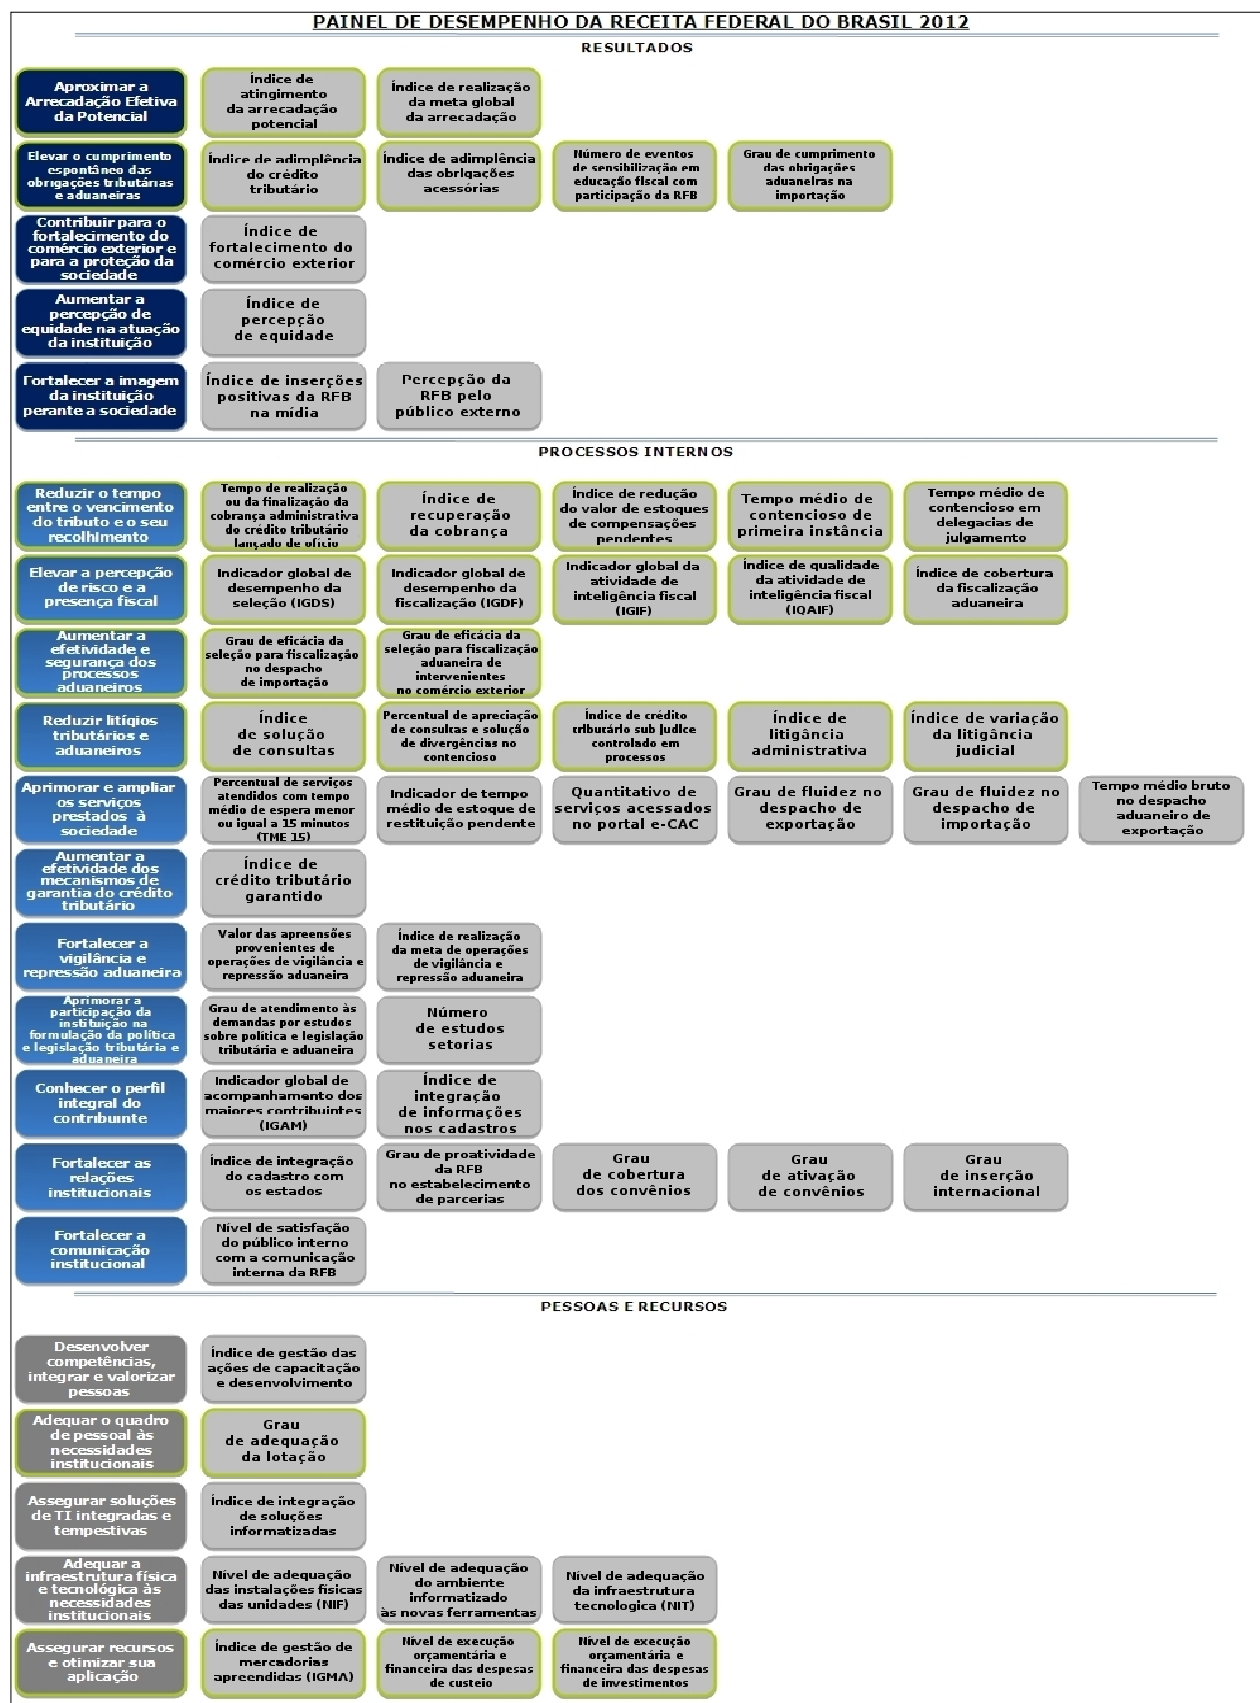 PAINEL DE DESEMPENHO DA RECEITA FEDERAL DO BRASIL 2012
RESULTADOS
Aproximar a
Arrecadação Efetiva
da Potencial
Índice de
atingimento
da arrecadação
potencial
Índice de realização
da meta global
da arrecadação
Elevar o cumprimento
espontâneo das
obrigações tributárias
e aduaneiras
Índice de adimplência
do crédito
tributário
Índice de adimplência
das obrigações
acessórias
Número de eventos
de sensibilização em
educação fiscal com
participação da RFB
Grau de cumprimento
das obrigações
aduaneiras na
importação
Contribuir para o
fortalecimento do
comércio exterior e
para a proteção da
sociedade
Índice de
fortalecimento do
comércio exterior
Aumentar a
percepção de
equidade na atuação
da instituição
Índice de
percepção
de equidade
Fortalecer a imagem
da instituição
perante a sociedade
Índice de inserções
positivas da RFB
na mídia
Percepção da
RFB pelo
público externo
PROCESSOS INTERNOS
Reduzir o tempo
entre o vencimento
do tributo e o seu
recolhimento
Tempo de realização
ou da finalização da
cobrança administrativa
do crédito tributário
lançado de ofício
Índice de
recuperação
da cobrança
Índice de redução
do valor de estoques
de compensações
pendentes
Tempo médio de
contencioso de
primeira instância
Tempo médio de
contencioso em
delegacias de
julgamento
Elevar a percepção
de risco e a
presença fiscal
Indicador global de
desempenho da
seleção (IGDS)
Indicador global de
desempenho da
fiscalização (IGDF)
Indicador global da
atividade de
inteligência fiscal
(IGIF)
Índice de qualidade
da atividade de
inteligência fiscal
(IQAIF)
Índice de cobertura
da fiscalização
aduaneira
Aumentar a
efetividade e
segurança dos
processos
aduaneiros
Grau de eficácia da
seleção para fiscalização
no despacho
de importação
Grau de eficácia da
seleção para fiscalização
aduaneira de
intervenientes
no comércio exterior
Reduzir litígios
tributários e
aduaneiros
Índice
de solução
de consultas
Percentual de apreciação
de consultas e solução
de divergências no
contencioso
Índice de crédito
tributário sub judice
controlado em
processos
Índice de
litigância
administrativa
Índice de variação
da litigância
judicial
Aprimorar e ampliar
os serviços
prestados à
sociedade
Percentual de serviços
atendidos com tempo
médio de espera menor
ou igual a 15 minutos
(TME 15)
Indicador de tempo
médio de estoque de
restituição pendente
Quantitativo de
serviços acessados
no portal e-CAC
Grau de fluidez no
despacho de
exportação
Grau de fluidez no
despacho de
importação
Tempo médio bruto
no despacho
aduaneiro de
exportação
Aumentar a
efetividade dos
mecanismos de
garantia do crédito
tributário
Índice de
crédito tributário
garantido
Fortalecer a
vigilância e
repressão aduaneira
Valor das apreensões
provenientes de
operações de vigilância e
repressão aduaneira
Índice de realização
da meta de operações
de vigilância e
repressão aduaneira
Aprimorar a
participação da
instituição na
formulação da política
e legislação tributária e
aduaneira
Grau de atendimento às
demandas por estudos
sobre política e legislação
tributária e aduaneira
Número
de estudos
setorias
Conhecer o perfil
integral do
contribuinte
Indicador global de
acompanhamento dos
maiores contribuintes
(IGAM)
Índice de
integração
de informações
nos cadastros
Fortalecer as
relações
institucionais
Índice de integração
do cadastro com
os estados
Grau de proatividade
da RFB
no estabelecimento
de parcerias
Grau
de cobertura
dos convênios
Grau
de ativação
de convênios
Grau
de inserção
internacional
Fortalecer a
comunicação
institucional
Nível de satisfação
do público interno
com a comunicação
interna da RFB
PESSOAS E RECURSOS
Desenvolver
competências,
integrar e valorizar
pessoas
Índice de gestão das
ações de capacitação
e desenvolvimento
Adequar o quadro
de pessoal às
necessidades
institucionais
Grau
de adequação
da lotação
Assegurar soluções
de TI integradas e
tempestivas
Índice de integração
de soluções
informatizadas
Adequar a
infraestrutura física
e tecnológica às
necessidades
institucionais
Nível de adequação
das instalações físicas
das unidades (NIF)
Nível de adequação
do ambiente
informatizado
às novas ferramentas
Nível de adequação
da infraestrutura
tecnologica (NIT)
Assegurar recursos
e otimizar sua
aplicação
Índice de gestão de
mercadorias
apreendidas (IGMA)
Nível de execução
orçamentária e
financeira das despesas
de custeio
Nível de execução
orçamentária e
financeira das despesas
de investimentos